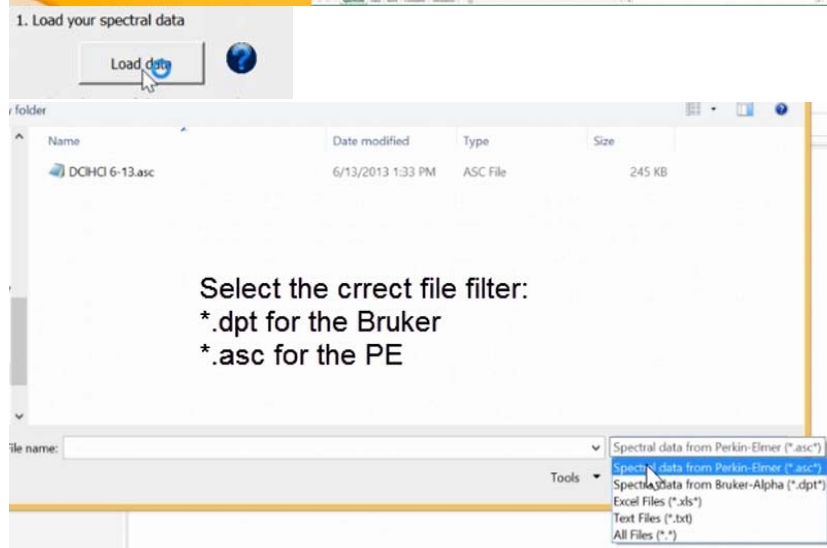 1. Load your spectral data
Load data
?
folder
Name Date modified Type Size
DCIHCl 6-13.asc 6/13/2013 1:33 PM ASC File 245 KB
Select the crrect file filter:
*.dpt for the Bruker
*.asc for the PE
ile name: Spectral data from Perkin-Elmer (*.asc*)
Tools Spectral data from Perkin-Elmer (*.asc*)
Spectral data from Bruker-Alpha (*.dpt*)
Excel Files (*.xls*)
Text Files (*.txt)
All Files (*.*)